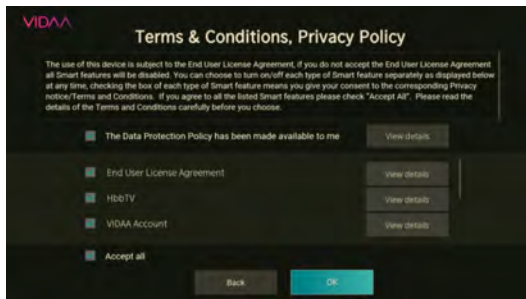 VIDAA
Terms & Conditions, Privacy Policy
The use of this device is subject to the End User License Agreement, if you do not accept the End User License Agreement
all Smart features will be disabled. You can choose to turn on/off each type of Smart feature separately as displayed below
at any time, checking the box of each type of Smart feature means you give your consent to the corresponding Privacy
notice/Terms and Conditions. If you agree to all the listed Smart features please check "Accept All". Please read the
details of the Terms and Conditions carefully before you choose.
The Data Protection Policy has been made available to me View details
End User License Agreement View details
HbbTV View details
VIDAA Account View details
Accept all
Back OK